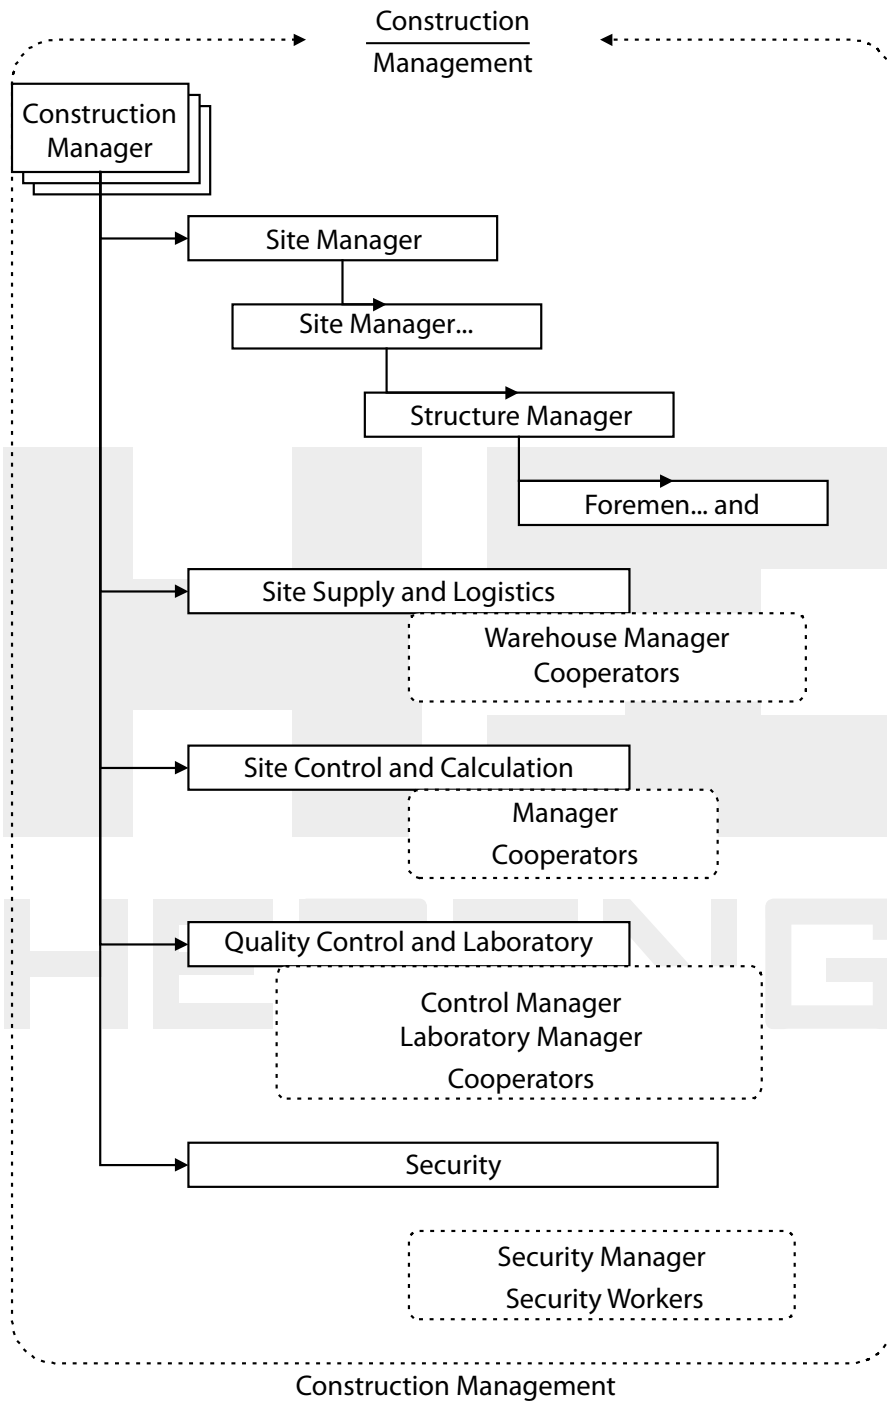 Construction
Management
Construction
Manager
Site Manager
Site Manager...
Structure Manager
Foremen... and
Site Supply and Logistics
Warehouse Manager
Cooperators
Site Control and Calculation
Manager
Cooperators
Quality Control and Laboratory
Control Manager
Laboratory Manager
Cooperators
Security
Security Manager
Security Workers
Construction Management